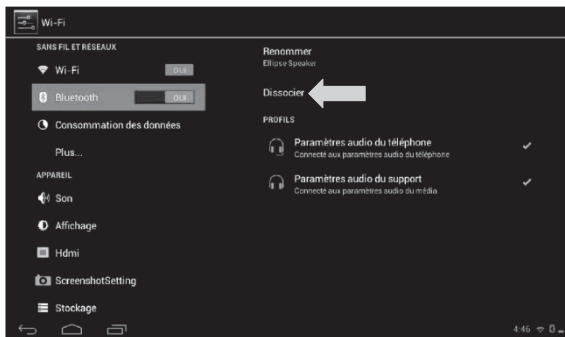 Wi-Fi
SANS FIL ET RÉSEAUX
Wi-Fi
OUI
Bluetooth
OUI
Consommation des données
Plus...
APPAREIL
Son
Affichage
Hdmi
ScreenshotSetting
Stockage
Renommer
Ellipse Speaker
Dissocier
PROFILS
Paramètres audio du téléphone
Connecté aux paramètres audio du téléphone
Paramètres audio du support
Connecté aux paramètres audio du média
4:46